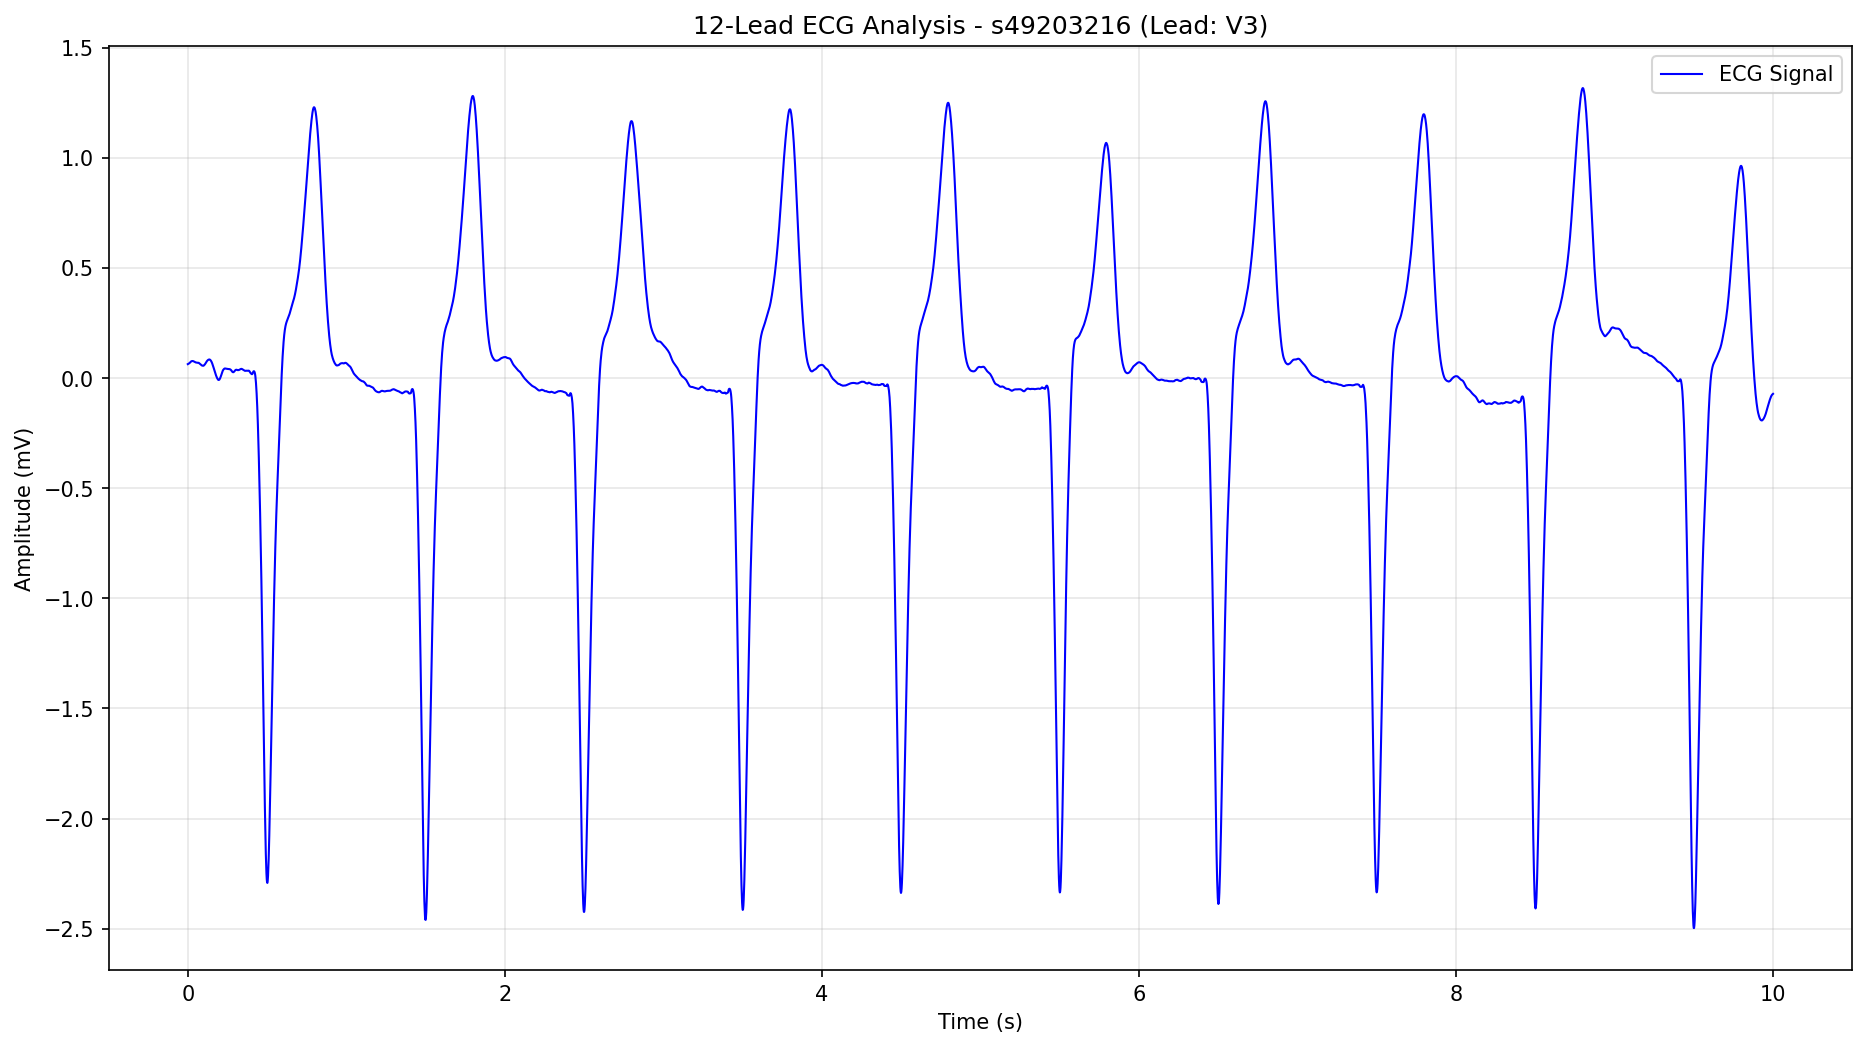 12-Lead ECG Analysis - s49203216 (Lead: V3)
ECG Signal
Amplitude (mV)
1.5
1.0
0.5
0.0
−0.5
−1.0
−1.5
−2.0
−2.5
0 2 4 6 8 10
Time (s)